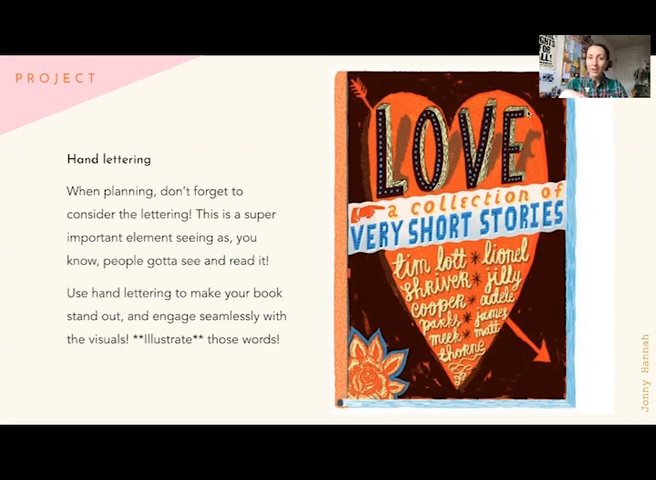 PROJECT
Hand lettering
When planning, don't forget to
consider the lettering! This is a super
important element seeing as, you
know, people gotta see and read it!
Use hand lettering to make your book
stand out, and engage seamlessly with
the visuals! **Illustrate** those words!
LOVE
a collection of
VERY SHORT STORIES
tim lott * lionel
shriver * jilly
cooper * adele
parks * james
meek * matt
thorne
Jonny Hannah